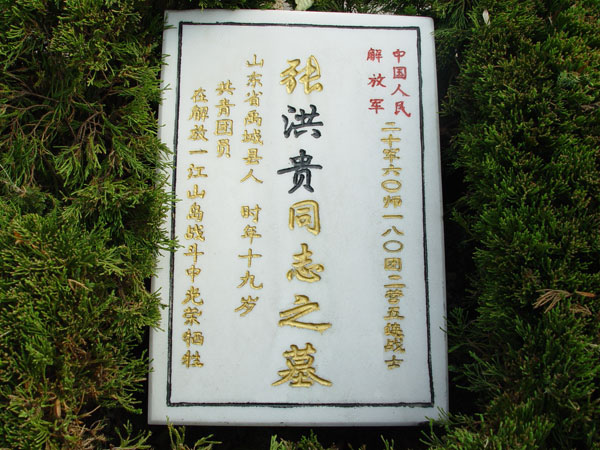 中国人民
解放军
二十军六〇师一八〇团二营五连战士
张洪贵同志之墓
山东省禹城县人 时年十九岁
共青团员
在解放一江山岛战斗中光荣牺牲